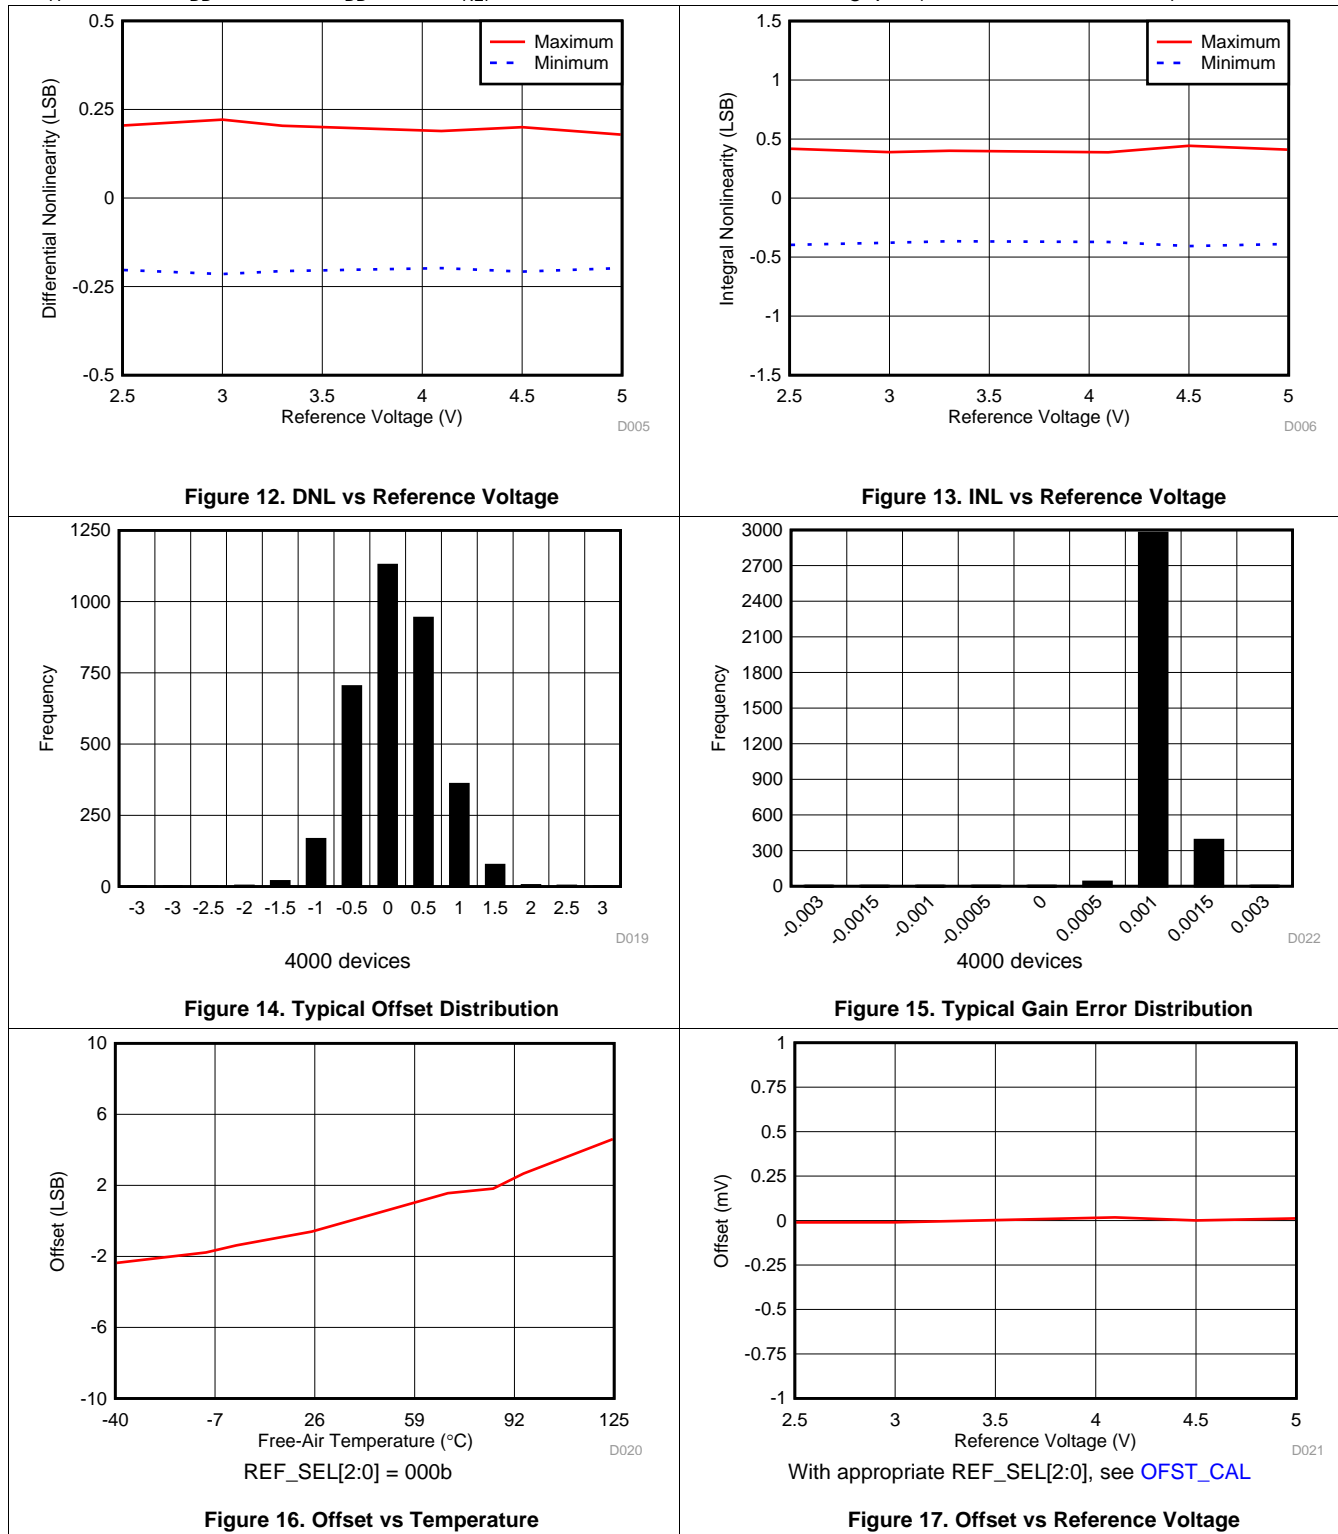 0.5
0.25
0
-0.25
-0.5
Differential Nonlinearity (LSB)
Maximum
Minimum
2.5 3 3.5 4 4.5 5
Reference Voltage (V)
D005
Figure 12. DNL vs Reference Voltage
1.5
1
0.5
0
-0.5
-1
-1.5
Integral Nonlinearity (LSB)
Maximum
Minimum
2.5 3 3.5 4 4.5 5
Reference Voltage (V)
D006
Figure 13. INL vs Reference Voltage
1250
1000
750
500
250
0
Frequency
-3 -3 -2.5 -2 -1.5 -1 -0.5 0 0.5 1 1.5 2 2.5 3
D019
4000 devices
Figure 14. Typical Offset Distribution
3000
2700
2400
2100
1800
1500
1200
900
600
300
0
Frequency
-0.003 -0.0015 -0.001 -0.0005 0 0.0005 0.001 0.0015 0.003
D022
4000 devices
Figure 15. Typical Gain Error Distribution
10
6
2
-2
-6
-10
Offset (LSB)
-40 -7 26 59 92 125
Free-Air Temperature (°C)
D020
REF_SEL[2:0] = 000b
Figure 16. Offset vs Temperature
1
0.75
0.5
0.25
0
-0.25
-0.5
-0.75
-1
Offset (mV)
2.5 3 3.5 4 4.5 5
Reference Voltage (V)
D021
With appropriate REF_SEL[2:0], see OFST_CAL
Figure 17. Offset vs Reference Voltage